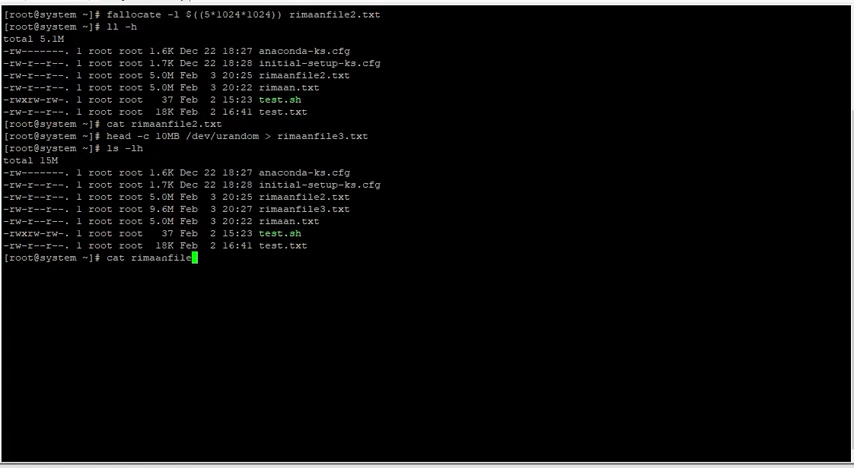 [root@system ~]# fallocate -l $((5*1024*1024)) rimaanfile2.txt
[root@system ~]# ll -h
total 5.1M
-rw-------. 1 root root 1.6K Dec 22 18:27 anaconda-ks.cfg
-rw-r--r--. 1 root root 1.7K Dec 22 18:28 initial-setup-ks.cfg
-rw-r--r--. 1 root root 5.0M Feb  3 20:25 rimaanfile2.txt
-rw-r--r--. 1 root root 5.0M Feb  3 20:22 rimaan.txt
-rwxrw-rw-. 1 root root   37 Feb  2 15:23 test.sh
-rw-r--r--. 1 root root  18K Feb  2 16:41 test.txt
[root@system ~]# cat rimaanfile2.txt
[root@system ~]# head -c 10MB /dev/urandom > rimaanfile3.txt
[root@system ~]# ls -lh
total 15M
-rw-------. 1 root root 1.6K Dec 22 18:27 anaconda-ks.cfg
-rw-r--r--. 1 root root 1.7K Dec 22 18:28 initial-setup-ks.cfg
-rw-r--r--. 1 root root 5.0M Feb  3 20:25 rimaanfile2.txt
-rw-r--r--. 1 root root 9.6M Feb  3 20:27 rimaanfile3.txt
-rw-r--r--. 1 root root 5.0M Feb  3 20:22 rimaan.txt
-rwxrw-rw-. 1 root root   37 Feb  2 15:23 test.sh
-rw-r--r--. 1 root root  18K Feb  2 16:41 test.txt
[root@system ~]# cat rimaanfile